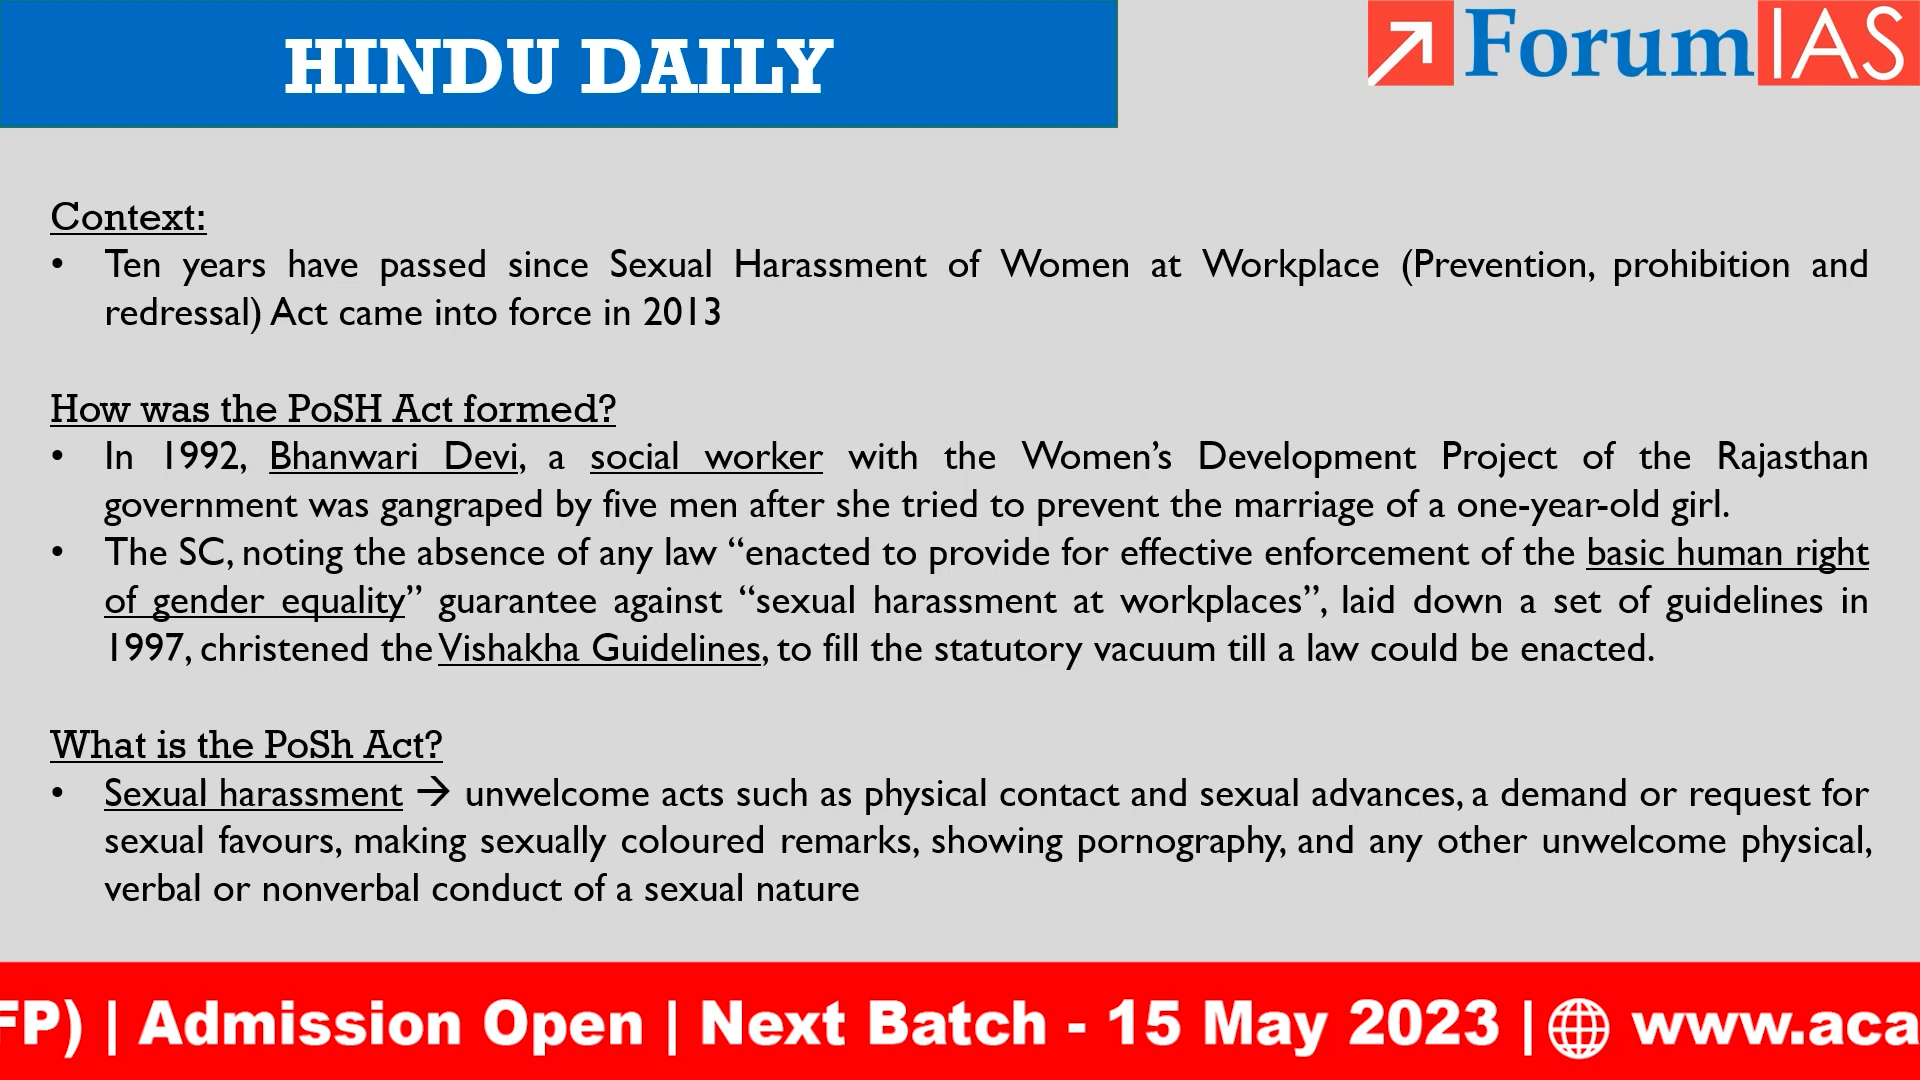 HINDU DAILY
Forum IAS
Context:
• Ten years have passed since Sexual Harassment of Women at Workplace (Prevention, prohibition and
redressal) Act came into force in 2013
How was the PoSH Act formed?
• In 1992, Bhanwari Devi, a social worker with the Women’s Development Project of the Rajasthan
government was gangraped by five men after she tried to prevent the marriage of a one-year-old girl.
• The SC, noting the absence of any law “enacted to provide for effective enforcement of the basic human right
of gender equality” guarantee against “sexual harassment at workplaces”, laid down a set of guidelines in
1997, christened the Vishakha Guidelines, to fill the statutory vacuum till a law could be enacted.
What is the PoSh Act?
• Sexual harassment → unwelcome acts such as physical contact and sexual advances, a demand or request for
sexual favours, making sexually coloured remarks, showing pornography, and any other unwelcome physical,
verbal or nonverbal conduct of a sexual nature
FP) | Admission Open | Next Batch - 15 May 2023 | www.aca